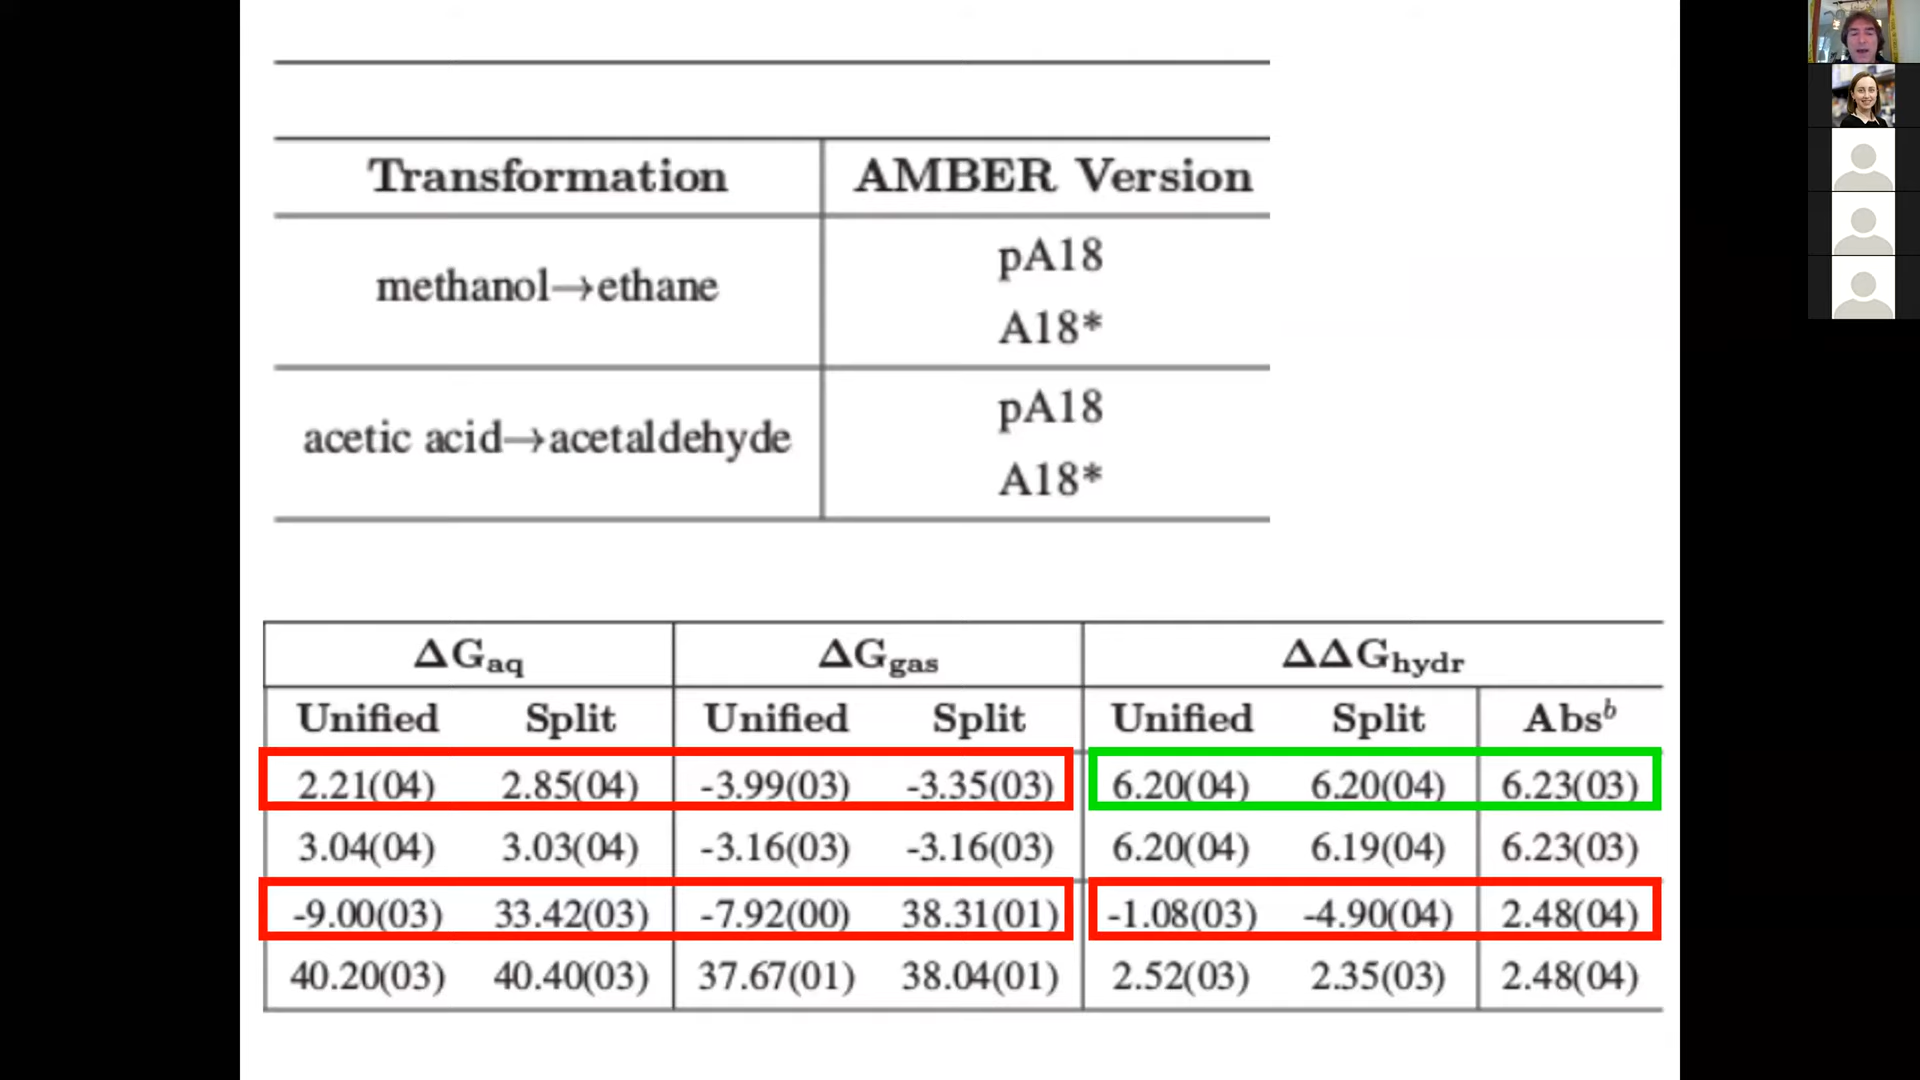 Transformation AMBER Version
methanol→ethane
pA18
A18*
acetic acid→acetaldehyde
pA18
A18*
ΔG_aq ΔG_gas ΔΔG_hydr
Unified Split Unified Split Unified Split Abs^b
2.21(04) 2.85(04) -3.99(03) -3.35(03) 6.20(04) 6.20(04) 6.23(03)
3.04(04) 3.03(04) -3.16(03) -3.16(03) 6.20(04) 6.19(04) 6.23(03)
-9.00(03) 33.42(03) -7.92(00) 38.31(01) -1.08(03) -4.90(04) 2.48(04)
40.20(03) 40.40(03) 37.67(01) 38.04(01) 2.52(03) 2.35(03) 2.48(04)